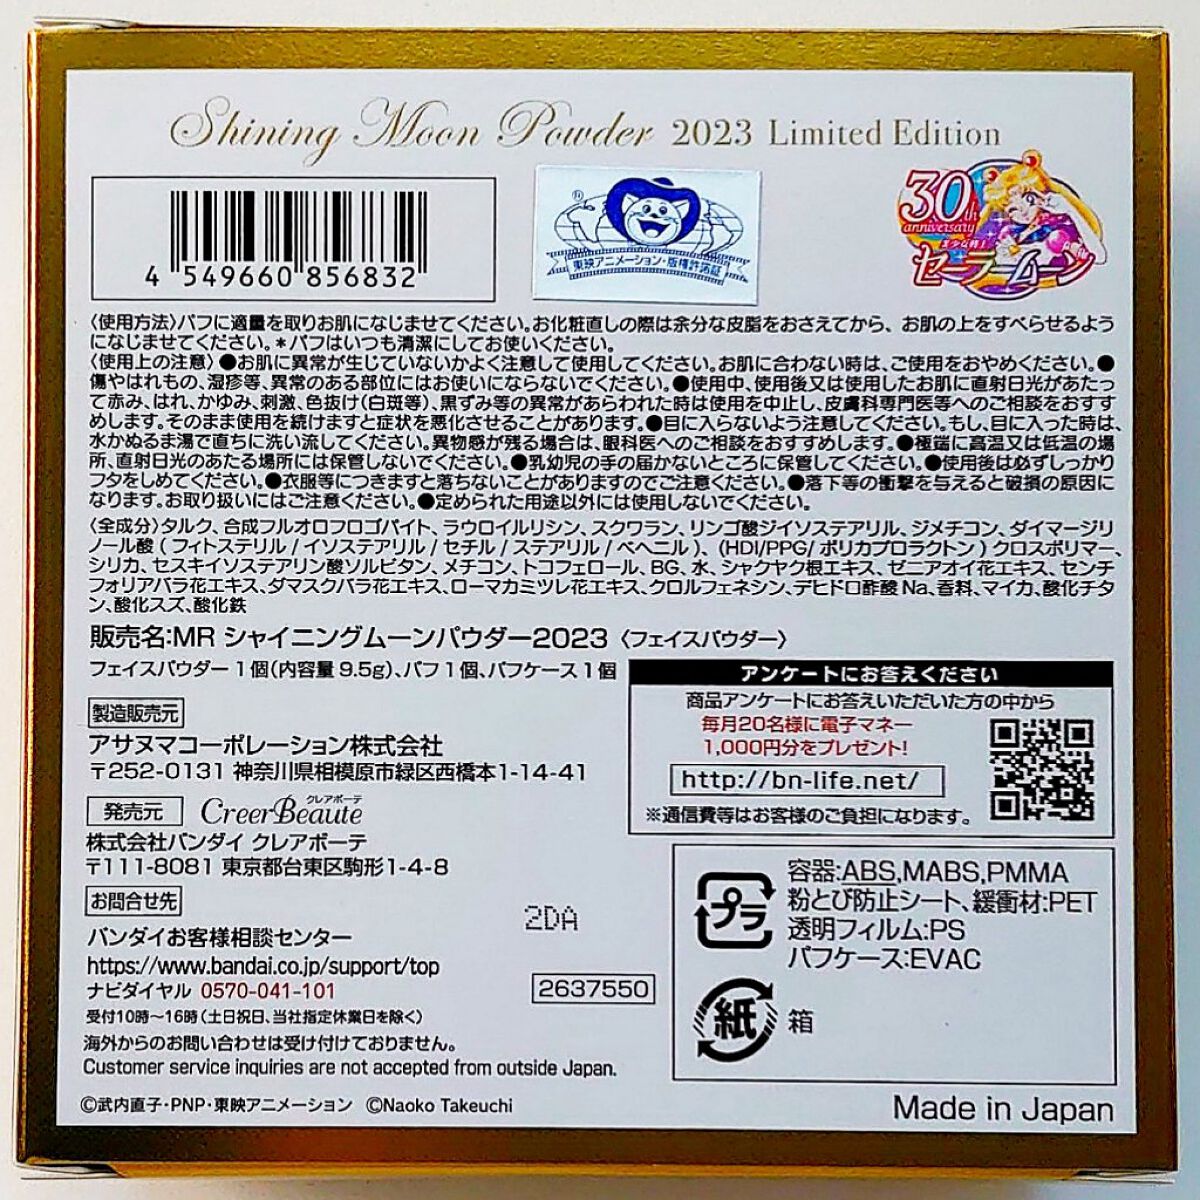 Shining Moon Powder 2023 Limited Edition
4 549660 856832
東映アニメーション・版権許諾証
30th
anniversary
美少女戦士
セーラームーン
〈使用方法〉パフに適量を取りお肌になじませてください。お化粧直しの際は余分な皮脂をおさえてから、お肌の上をすべらせるよう
になじませてください。*パフはいつも清潔にしてお使いください。
〈使用上の注意〉●お肌に異常が生じていないかよく注意して使用してください。お肌に合わない時は、ご使用をおやめください。●
傷やはれもの、湿疹等、異常のある部位にはお使いにならないでください。●使用中、使用後又は使用したお肌に直射日光があたっ
て赤み、はれ、かゆみ、刺激、色抜け(白斑等)、黒ずみ等の異常があらわれた時は使用を中止し、皮膚科専門医等へのご相談をおすす
めします。そのまま使用を続けますと症状を悪化させることがあります。●目に入らないよう注意してください。もし、目に入った時は、
水かぬるま湯で直ちに洗い流してください。異物感が残る場合は、眼科医へのご相談をおすすめします。●極端に高温又は低温の場
所、直射日光のあたる場所には保管しないでください。●乳幼児の手の届かないところに保管してください。●使用後は必ずしっかり
フタをしめてください。●衣服等につきますと落ちないことがありますのでご注意ください。●落下等の衝撃を与えると破損の原因に
なります。お取り扱いにはご注意ください。●定められた用途以外には使用しないでください。
〈全成分〉タルク、合成フルオロフロゴパイト、ラウロイルリシン、スクワラン、リンゴ酸ジイソステアリル、ジメチコン、ダイマージリ
ノール酸(フィトステリル/イソステアリル/セチル/ステアリル/ベヘニル)、(HDI/PPG/ポリカプロラクトン)クロスポリマー、
シリカ、セスキイソステアリン酸ソルビタン、メチコン、トコフェロール、BG、水、シャクヤク根エキス、ゼニアオイ花エキス、センチ
フォリアバラ花エキス、ダマスクバラ花エキス、ローマカミツレ花エキス、クロルフェネシン、デヒドロ酢酸Na、香料、マイカ、酸化チタ
ン、酸化スズ、酸化鉄
販売名:MR シャイニングムーンパウダー2023〈フェイスパウダー〉
フェイスパウダー1個(内容量 9.5g)、パフ1個、パフケース1個
アンケートにお答えください
商品アンケートにお答えいただいた方の中から
毎月20名様に電子マネー
1,000円分をプレゼント!
http://bn-life.net/
※通信費等はお客様のご負担になります。
製造販売元
アサヌマコーポレーション株式会社
〒252-0131 神奈川県相模原市緑区西橋本1-14-41
発売元
クレアボーテ
CreerBeaute
株式会社バンダイ クレアボーテ
〒111-8081 東京都台東区駒形1-4-8
お問合せ先
バンダイお客様相談センター
https://www.bandai.co.jp/support/top
ナビダイヤル 0570-041-101
受付10時〜16時(土日祝日、当社指定休業日を除く)
海外からのお問い合わせは受け付けておりません。
Customer service inquiries are not accepted from outside Japan.
2DA
2637550
プラ
容器:ABS,MABS,PMMA
粉とび防止シート、緩衝材:PET
透明フィルム:PS
パフケース:EVAC
紙
箱
©武内直子・PNP・東映アニメーション ©Naoko Takeuchi
Made in Japan